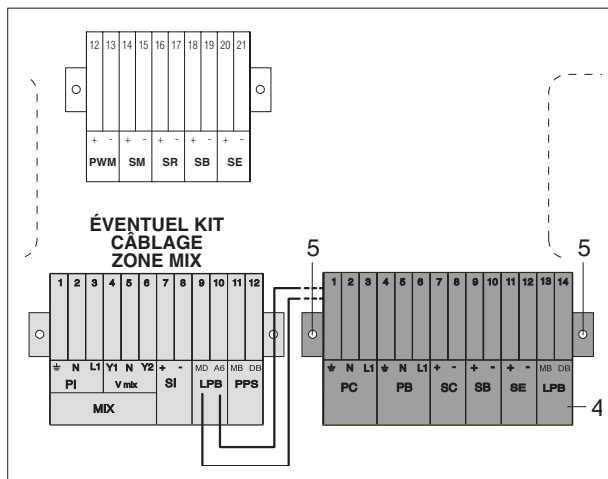 12 13 14 15 16 17 18 19 20 21
+ - + - + - + - + -
PWM SM SR SB SE
ÉVENTUEL KIT
CÂBLAGE
ZONE MIX
5
5
1 2 3 4 5 6 7 8 9 10 11 12
⏚ N L1 Y1 N Y2 + - MD A6 MB DB
PI V mix SI LPB PPS
MIX
1 2 3 4 5 6 7 8 9 10 11 12 13 14
⏚ N L1 ⏚ N L1 + - + - + - MB DB
PC PB SC SB SE LPB
4